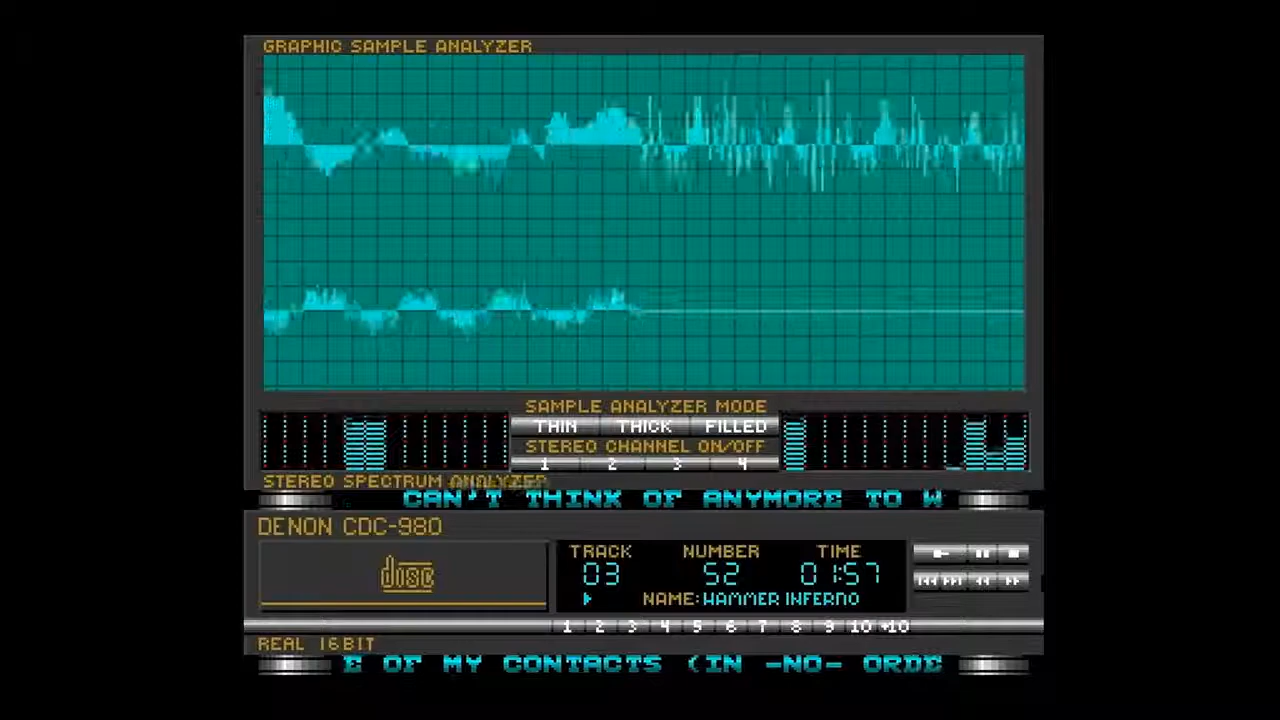 GRAPHIC SAMPLE ANALYZER
SAMPLE ANALYZER MODE
THIN THICK FILLED
STEREO CHANNEL ON/OFF
1 2 3 4
STEREO SPECTRUM ANALYZER
CAN'T THINK OF ANYMORE TO W
DENON CDC-980
disc
TRACK NUMBER TIME
03 52 01:57
NAME: HAMMER INFERNO
1 2 3 4 5 6 7 8 9 10 +10
REAL 16BIT
E OF MY CONTACTS (IN -NO- ORDE